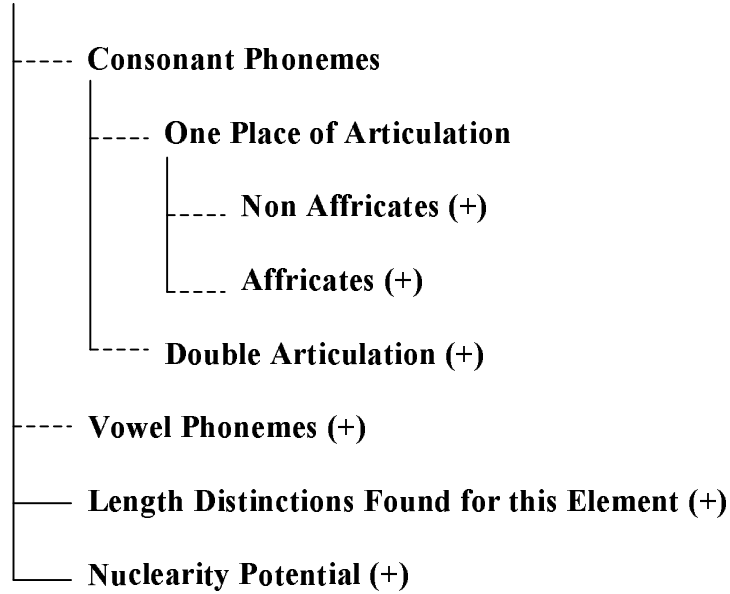 Consonant Phonemes
One Place of Articulation
Non Affricates (+)
Affricates (+)
Double Articulation (+)
Vowel Phonemes (+)
Length Distinctions Found for this Element (+)
Nuclearity Potential (+)